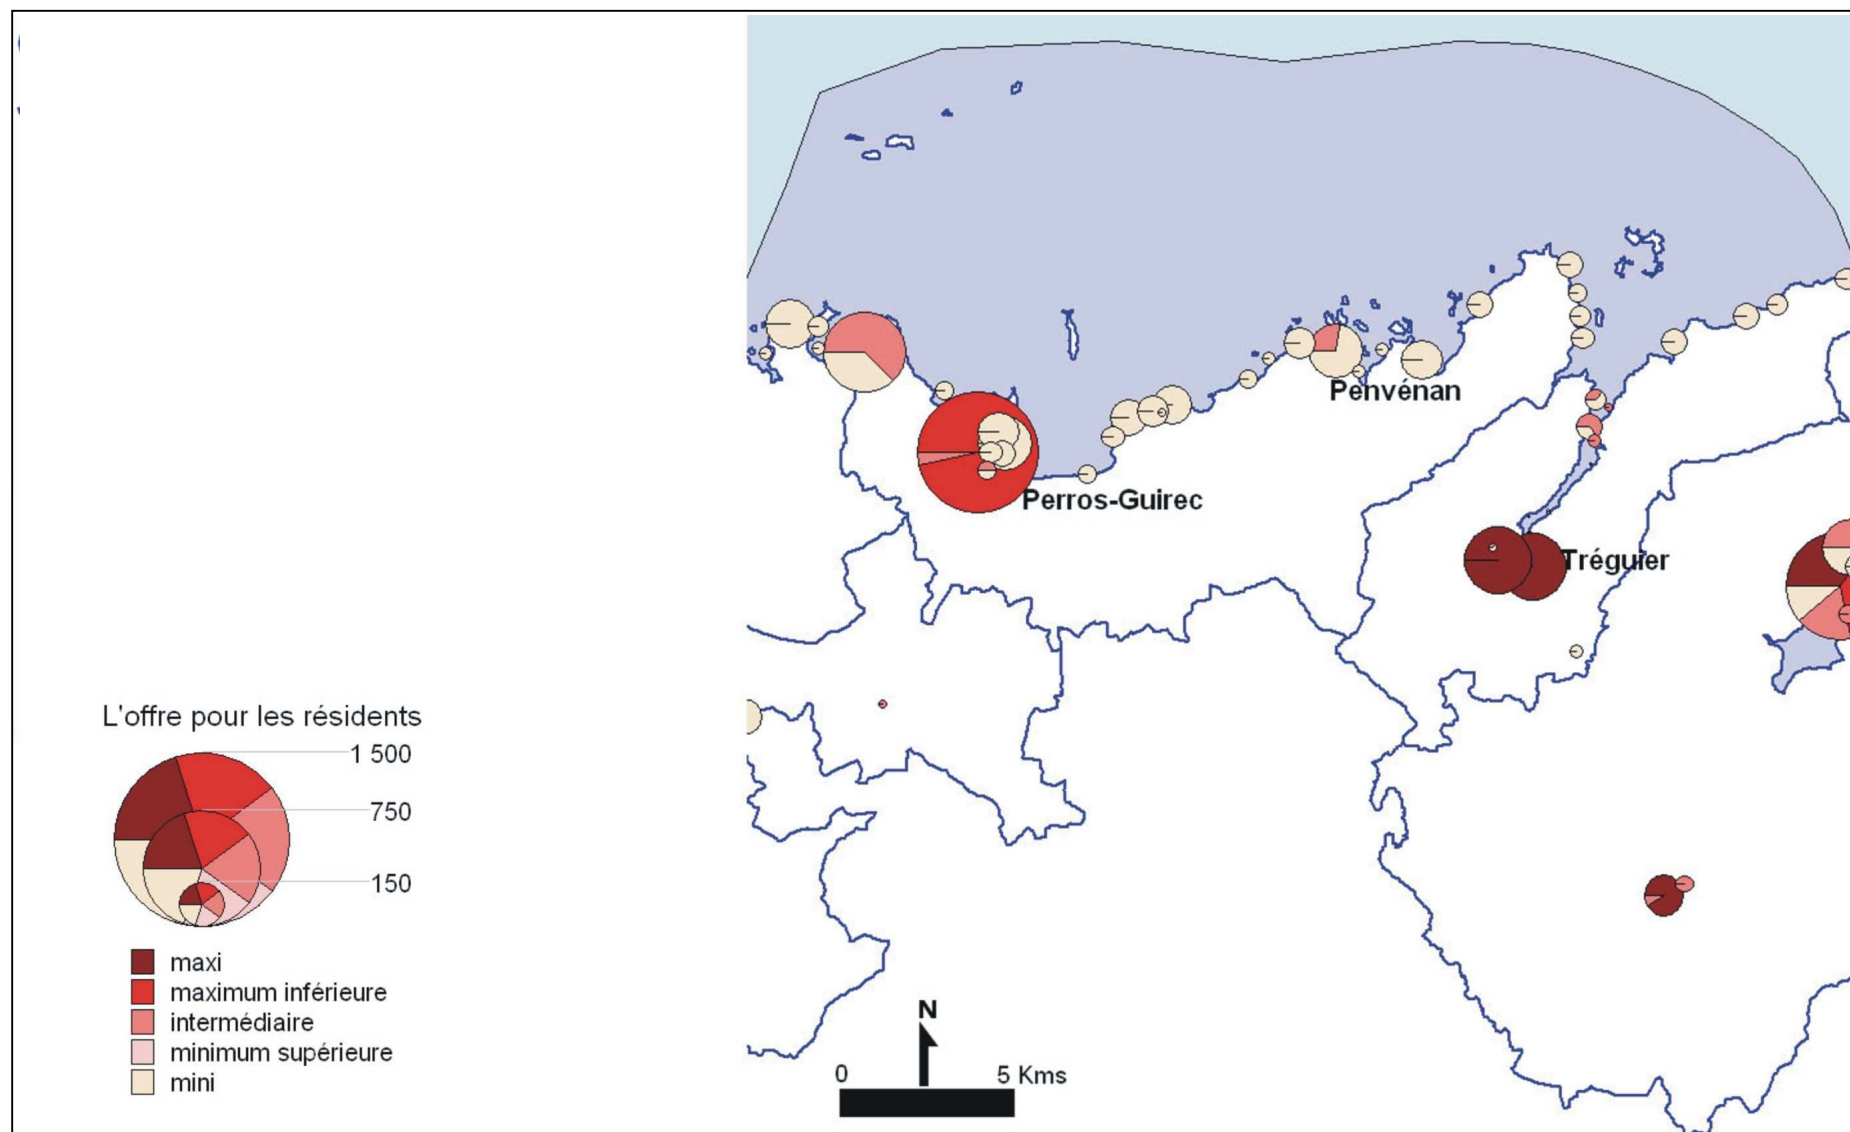 Penvénan
Perros-Guirec
Tréguier
L'offre pour les résidents
1 500
750
150
maxi
maximum inférieure
intermédiaire
minimum supérieure
mini
N
0 5 Kms